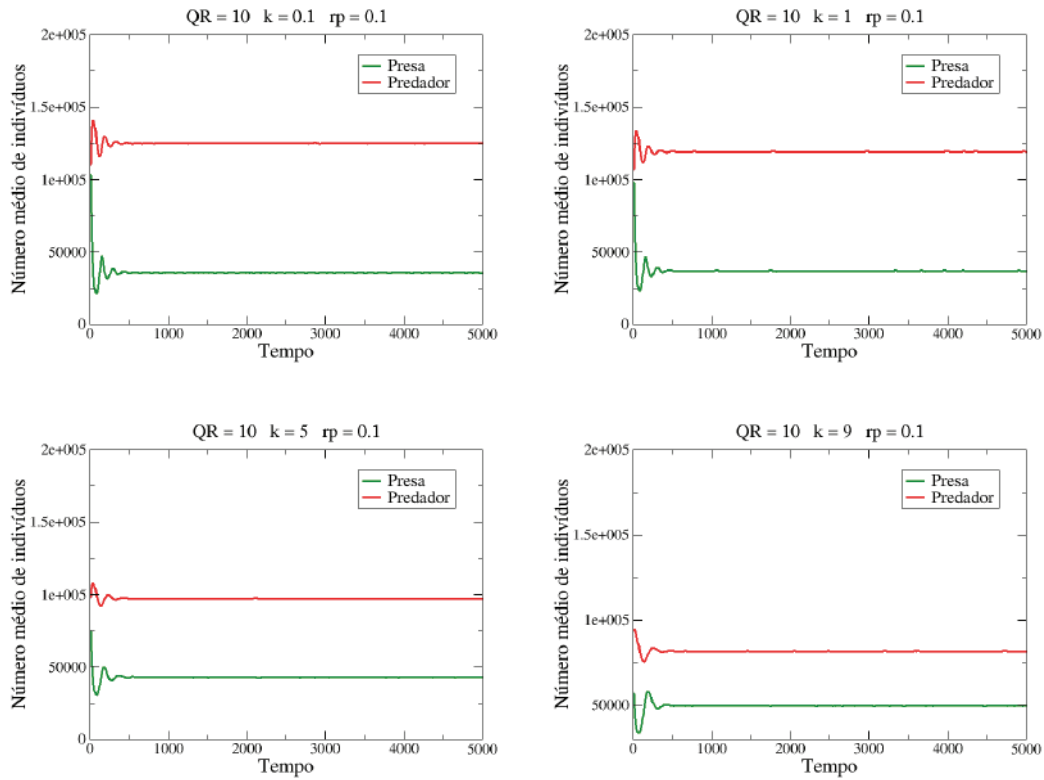 QR = 10 k = 0.1 rp = 0.1
Número médio de indivíduos
2e+005
1.5e+005
1e+005
50000
0
Presa
Predador
0 1000 2000 3000 4000 5000
Tempo
QR = 10 k = 1 rp = 0.1
Número médio de indivíduos
2e+005
1.5e+005
1e+005
50000
0
Presa
Predador
0 1000 2000 3000 4000 5000
Tempo
QR = 10 k = 5 rp = 0.1
Número médio de indivíduos
2e+005
1.5e+005
1e+005
50000
0
Presa
Predador
0 1000 2000 3000 4000 5000
Tempo
QR = 10 k = 9 rp = 0.1
Número médio de indivíduos
2e+005
1.5e+005
1e+005
50000
Presa
Predador
0 1000 2000 3000 4000 5000
Tempo